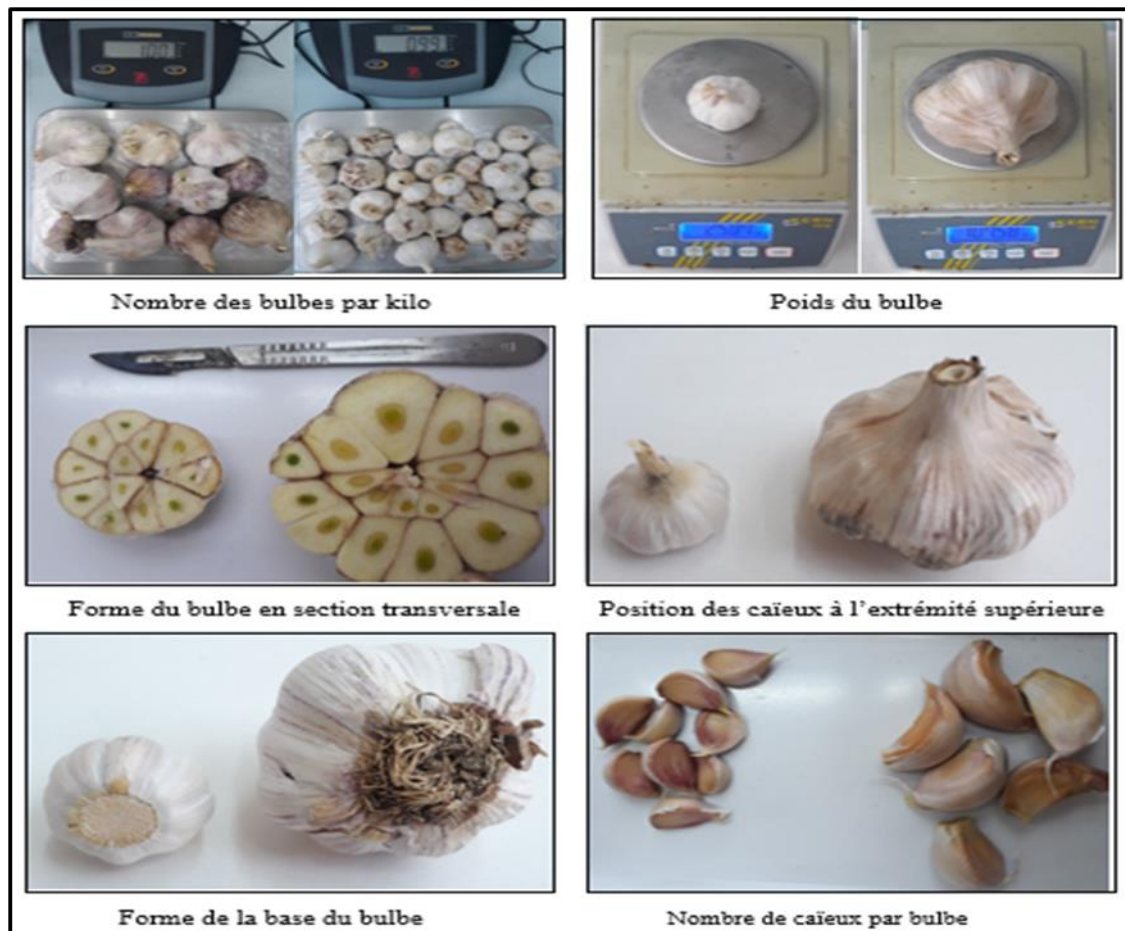 Nombre des bulbes par kilo
Poids du bulbe
Forme du bulbe en section transversale
Position des caïeux à l'extrémité supérieure
Forme de la base du bulbe
Nombre de caïeux par bulbe